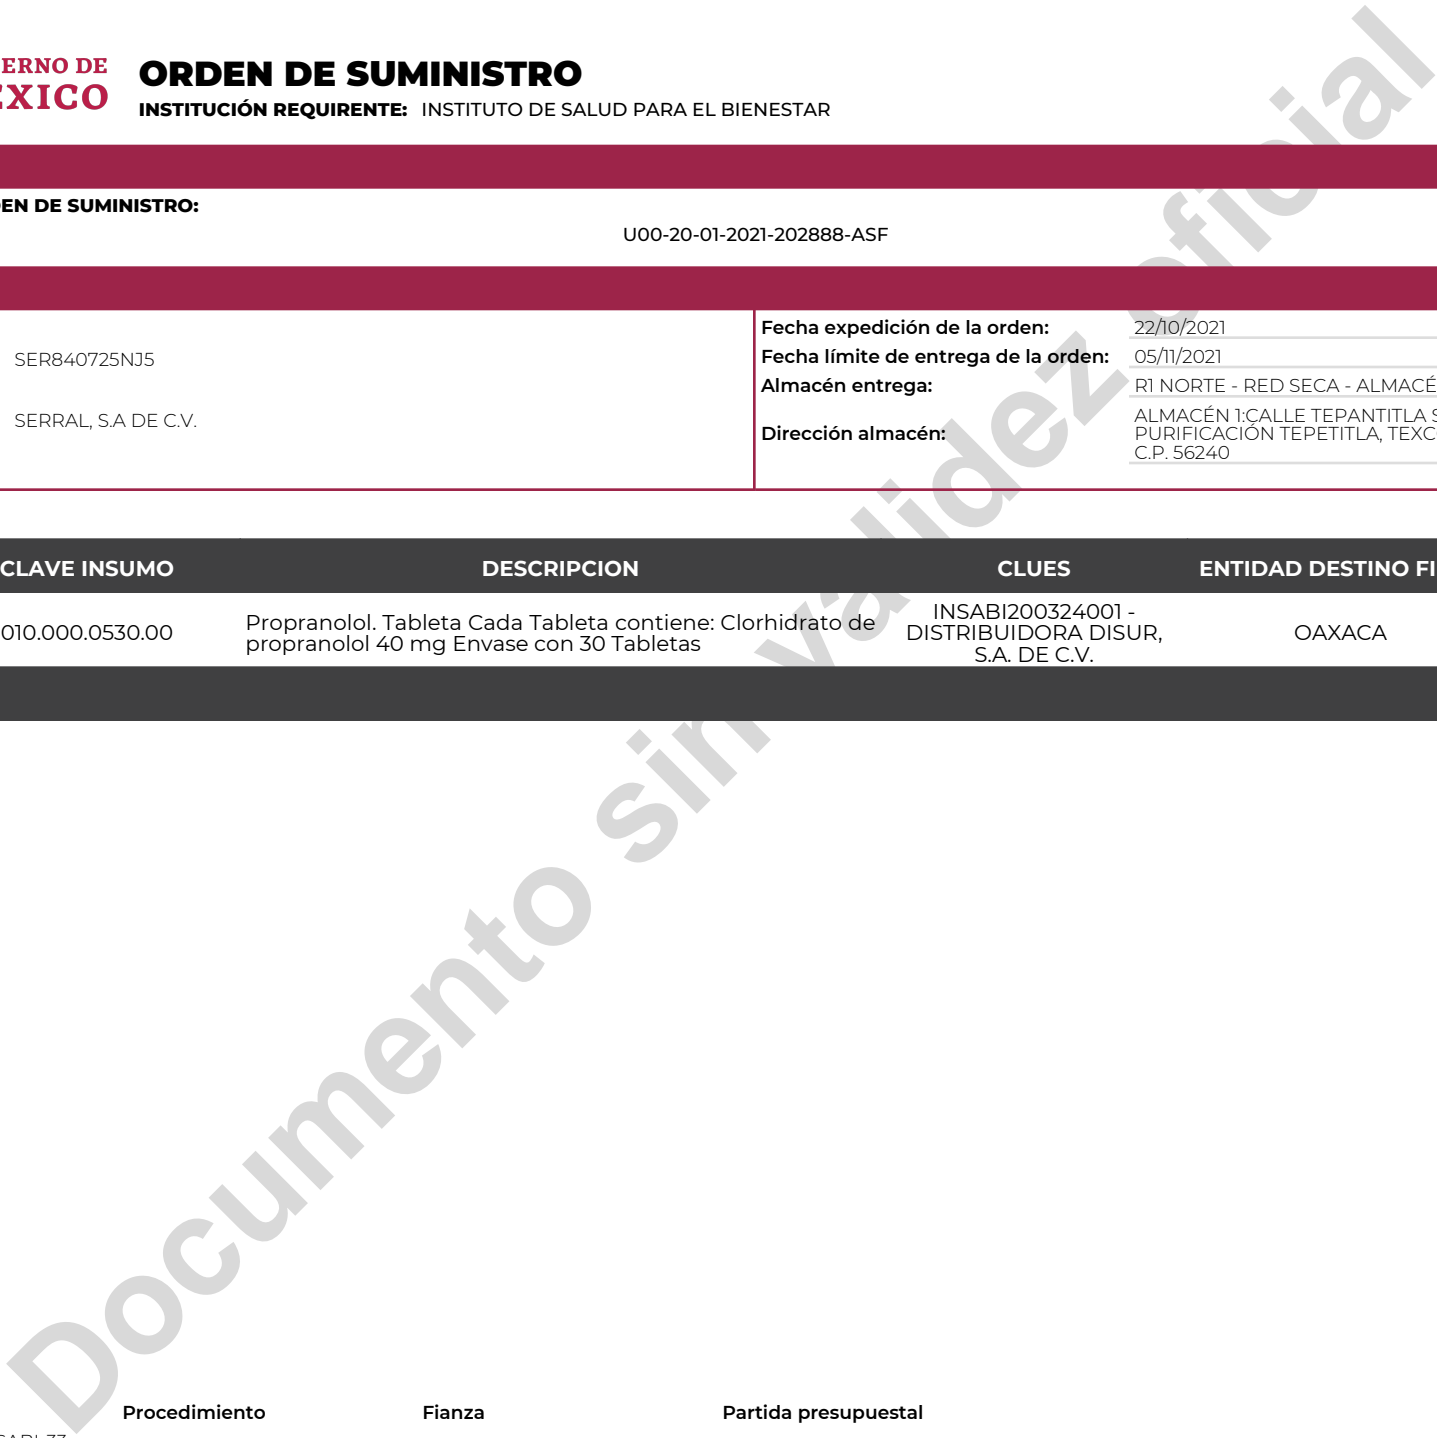 ERNO DE
EXICO
ORDEN DE SUMINISTRO
INSTITUCIÓN REQUIRENTE: INSTITUTO DE SALUD PARA EL BIENESTAR
EN DE SUMINISTRO:
U00-20-01-2021-202888-ASF
SER840725NJ5
SERRAL, S.A DE C.V.
Fecha expedición de la orden: 22/10/2021
Fecha límite de entrega de la orden: 05/11/2021
Almacén entrega: R1 NORTE - RED SECA - ALMACÉ
Dirección almacén: ALMACÉN 1:CALLE TEPANTITLA S
PURIFICACIÓN TEPETITLA, TEXC
C.P. 56240
CLAVE INSUMO DESCRIPCION CLUES ENTIDAD DESTINO FI
010.000.0530.00
Propranolol. Tableta Cada Tableta contiene: Clorhidrato de
propranolol 40 mg Envase con 30 Tabletas
INSABI200324001 -
DISTRIBUIDORA DISUR,
S.A. DE C.V.
OAXACA
Documento sin validez oficial
Procedimiento Fianza Partida presupuestal